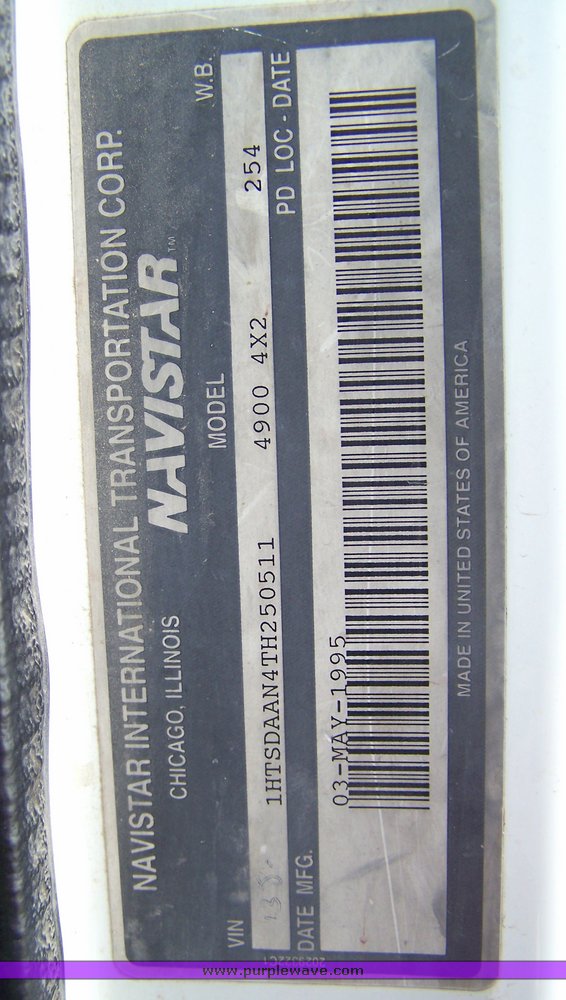 NAVISTAR INTERNATIONAL TRANSPORTATION CORP.
CHICAGO, ILLINOIS NAVISTAR™
VIN MODEL W.B.
1HTSDAAN4TH250511 4900 4X2 254
DATE MFG. PD LOC - DATE
03-MAY-1995
MADE IN UNITED STATES OF AMERICA
www.purplewave.com